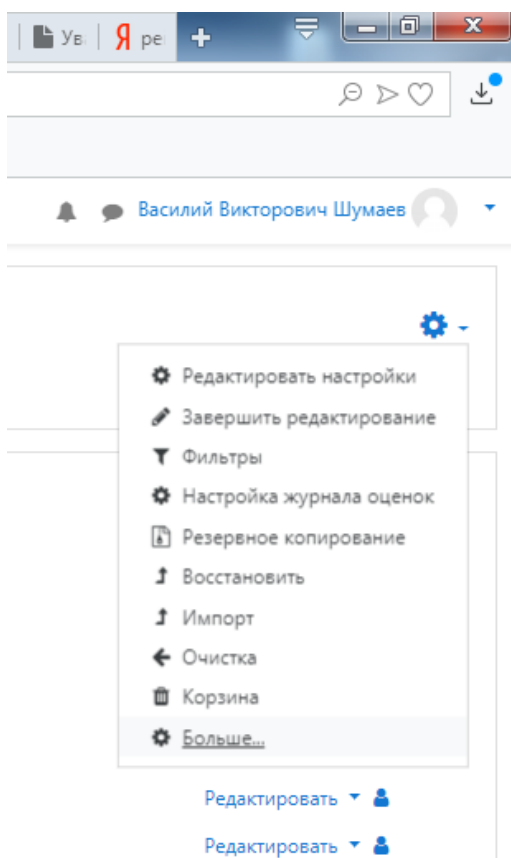 Ув
Я ре
Василий Викторович Шумаев
Редактировать настройки
Завершить редактирование
Фильтры
Настройка журнала оценок
Резервное копирование
Восстановить
Импорт
Очистка
Корзина
Больше...
Редактировать
Редактировать